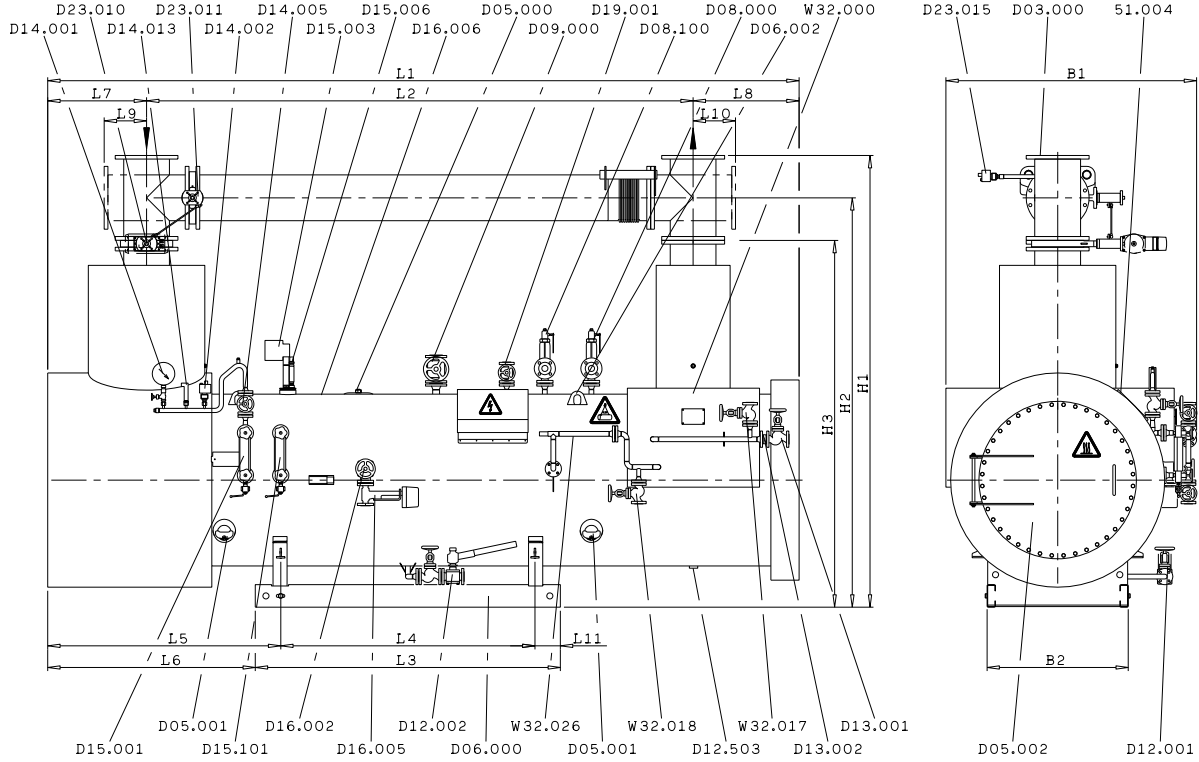 D23.010 D23.011 D14.005 D15.006 D05.000 D19.001 D08.000 W32.000 D23.015 D03.000 51.004
D14.001 D14.013 D14.002 D15.003 D16.006 D09.000 D08.100 D06.002
L1 B1
L7 L2 L8
L9 L10
H3 H2 H1
L5 L4 L11
L6 L3 B2
D05.001 D16.002 D12.002 W32.026 W32.018 W32.017 D13.001
D15.001 D15.101 D16.005 D06.000 D05.001 D12.503 D13.002 D05.002 D12.001